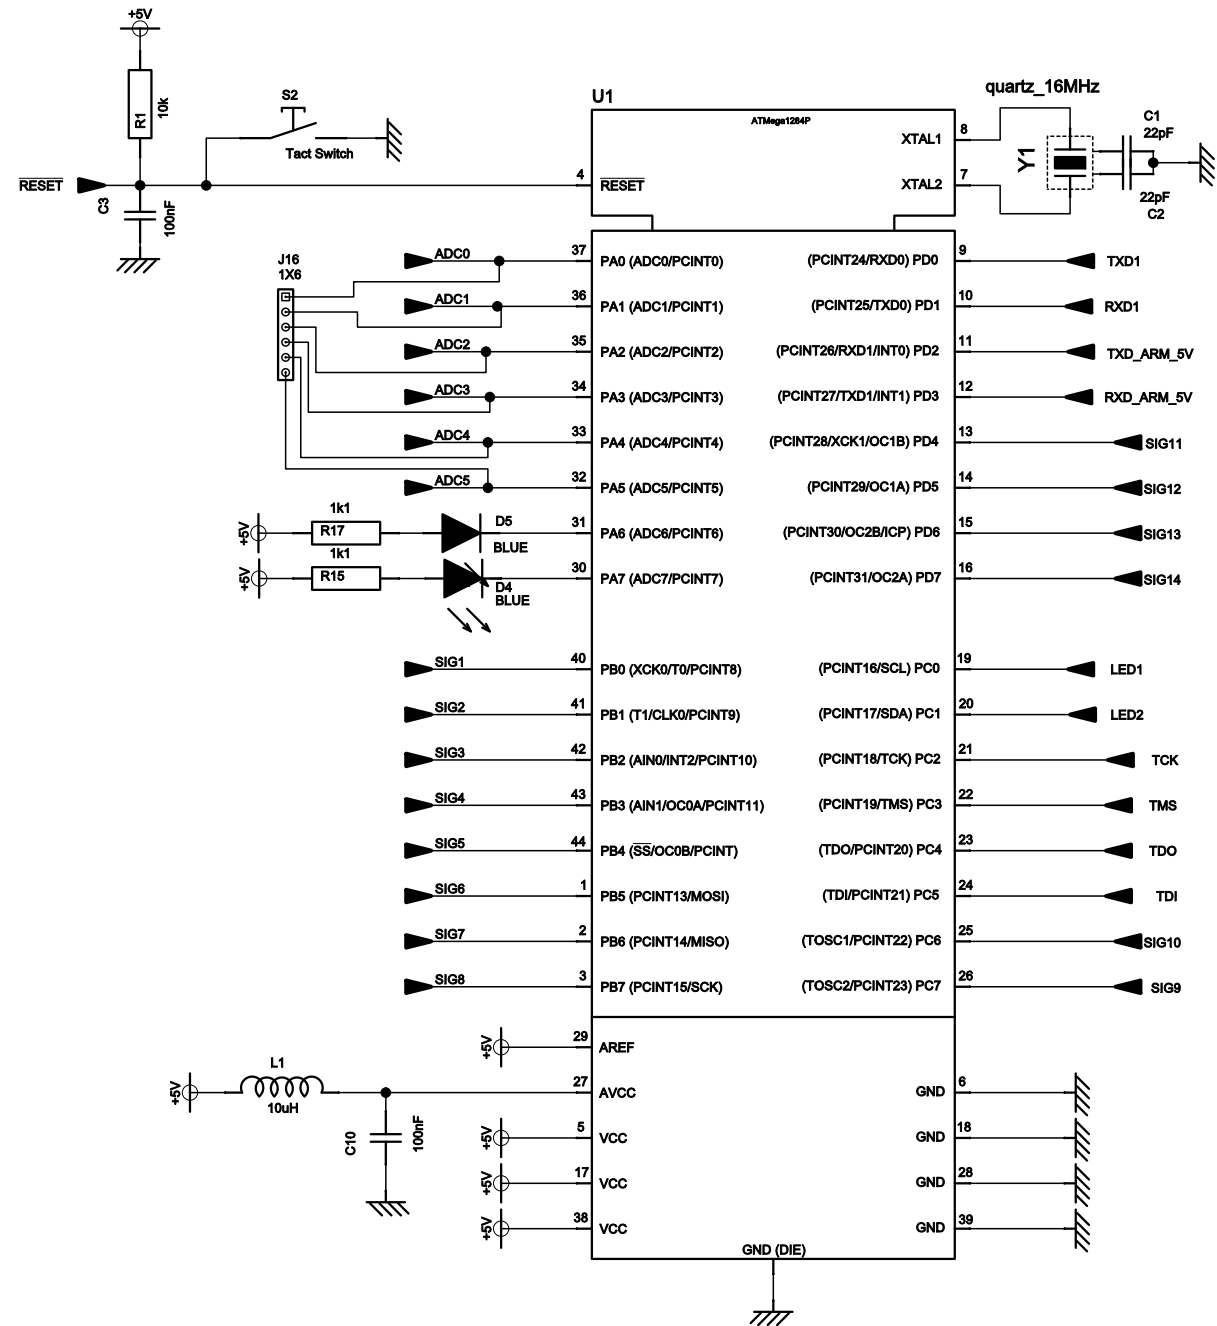 +5V
R1
10k
S2
Tact Switch
RESET
C3
100nF
U1
ATMega1284P
quartz_16MHz
Y1
C1
22pF
22pF
C2
4 RESET
XTAL1 8
XTAL2 7
J16
1X6
ADC0 37 PA0 (ADC0/PCINT0)
(PCINT24/RXD0) PD0 9 TXD1
ADC1 36 PA1 (ADC1/PCINT1)
(PCINT25/TXD0) PD1 10 RXD1
ADC2 35 PA2 (ADC2/PCINT2)
(PCINT26/RXD1/INT0) PD2 11 TXD_ARM_5V
ADC3 34 PA3 (ADC3/PCINT3)
(PCINT27/TXD1/INT1) PD3 12 RXD_ARM_5V
ADC4 33 PA4 (ADC4/PCINT4)
(PCINT28/XCK1/OC1B) PD4 13 SIG11
ADC5 32 PA5 (ADC5/PCINT5)
(PCINT29/OC1A) PD5 14 SIG12
+5V
1k1
R17
D5
BLUE
31 PA6 (ADC6/PCINT6)
(PCINT30/OC2B/ICP) PD6 15 SIG13
+5V
1k1
R15
D4
BLUE
30 PA7 (ADC7/PCINT7)
(PCINT31/OC2A) PD7 16 SIG14
SIG1 40 PB0 (XCK0/T0/PCINT8)
(PCINT16/SCL) PC0 19 LED1
SIG2 41 PB1 (T1/CLK0/PCINT9)
(PCINT17/SDA) PC1 20 LED2
SIG3 42 PB2 (AIN0/INT2/PCINT10)
(PCINT18/TCK) PC2 21 TCK
SIG4 43 PB3 (AIN1/OC0A/PCINT11)
(PCINT19/TMS) PC3 22 TMS
SIG5 44 PB4 (SS/OC0B/PCINT)
(TDO/PCINT20) PC4 23 TDO
SIG6 1 PB5 (PCINT13/MOSI)
(TDI/PCINT21) PC5 24 TDI
SIG7 2 PB6 (PCINT14/MISO)
(TOSC1/PCINT22) PC6 25 SIG10
SIG8 3 PB7 (PCINT15/SCK)
(TOSC2/PCINT23) PC7 26 SIG9
+5V 29 AREF
+5V
L1
10uH
C10
100nF
27 AVCC
GND 6
+5V 5 VCC
GND 18
+5V 17 VCC
GND 28
+5V 38 VCC
GND 39
GND (DIE)